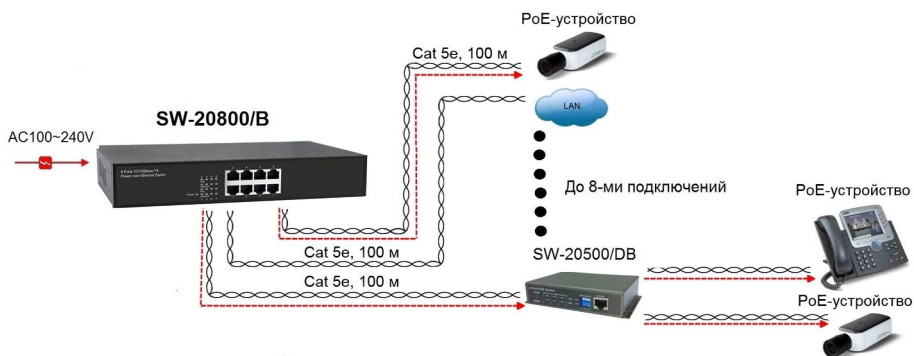 PoE-устройство
Cat 5e, 100 м
SW-20800/B
LAN
AC100~240V
До 8-ми подключений
PoE-устройство
Cat 5e, 100 м
SW-20500/DB
Cat 5e, 100 м
PoE-устройство